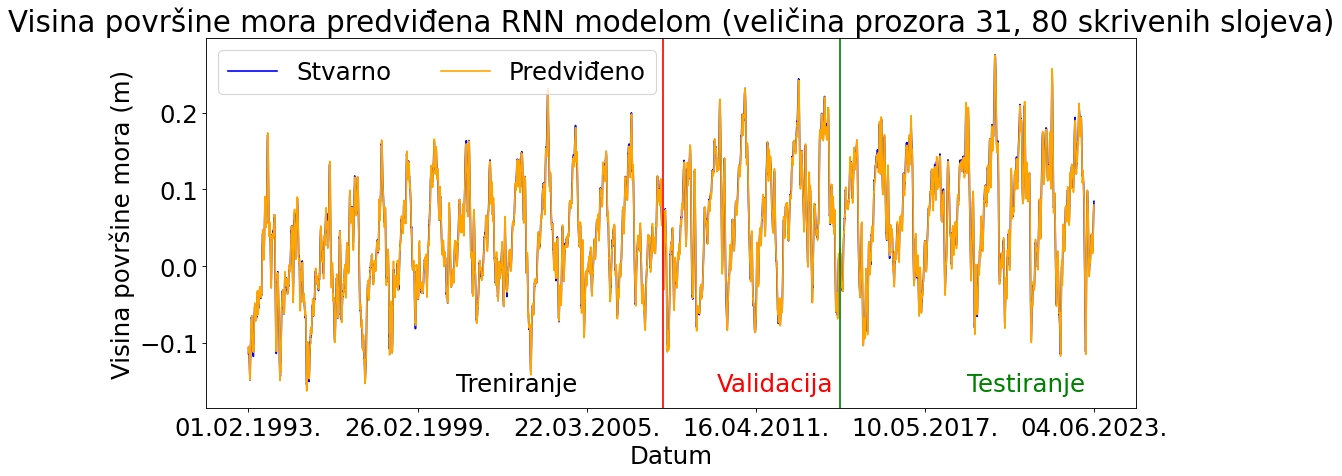 Visina površine mora predviđena RNN modelom (veličina prozora 31, 80 skrivenih slojeva)
Stvarno Predviđeno
Visina površine mora (m)
0.2
0.1
0.0
−0.1
Treniranje Validacija Testiranje
01.02.1993. 26.02.1999. 22.03.2005. 16.04.2011. 10.05.2017. 04.06.2023.
Datum